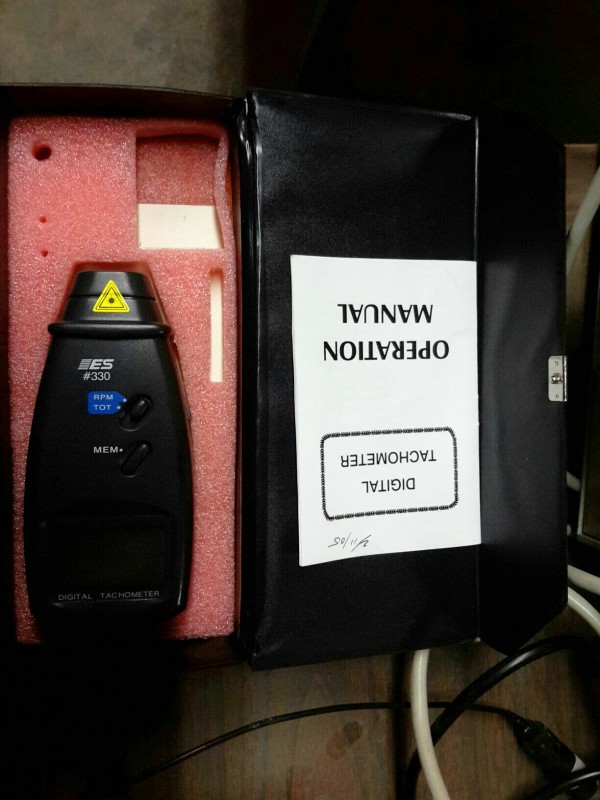 ES
#330
RPM
TOT
MEM
DIGITAL TACHOMETER
OPERATION
MANUAL
DIGITAL
TACHOMETER